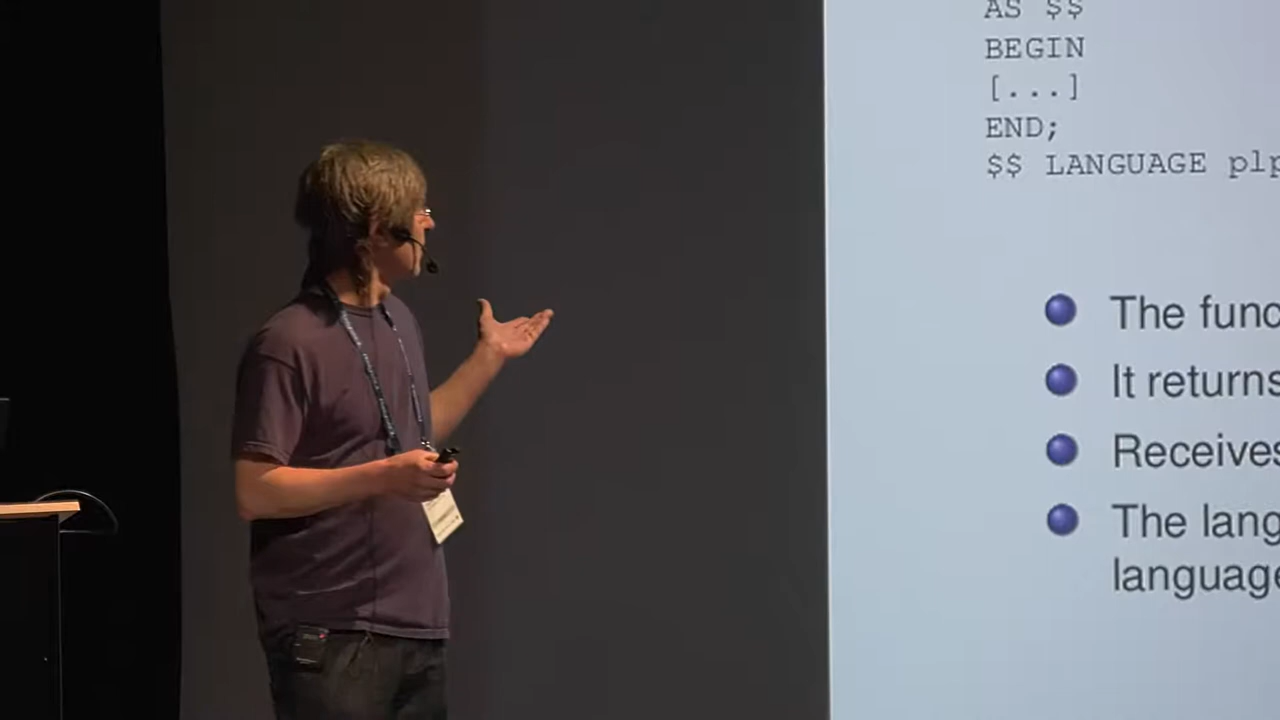 AS $$
BEGIN
[...]
END;
$$ LANGUAGE plp
The func
It returns
Receives
The lang
language